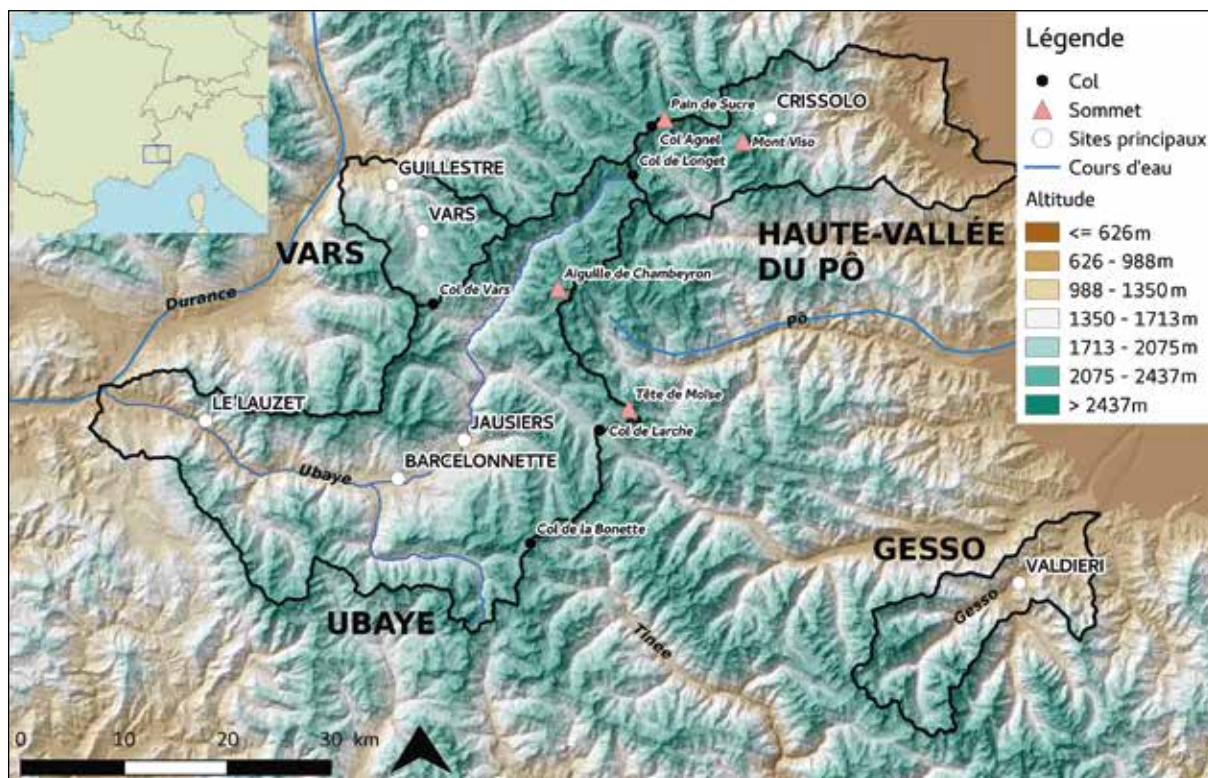 Légende
Col
Sommet
Sites principaux
Cours d'eau
Altitude
<= 626m
626 - 988m
988 - 1350m
1350 - 1713m
1713 - 2075m
2075 - 2437m
> 2437m
Pain de Sucre
CRISSOLO
Col Agnel
Mont Viso
Col de Longet
GUILLESTRE
VARS
VARS
HAUTE-VALLÉE
DU PÔ
Aiguille de Chambeyron
Durance
Col de Vars
Pô
LE LAUZET
Tête de Moïse
JAUSIERS
Col de Larche
BARCELONNETTE
Ubaye
Col de la Bonette
GESSO
VALDIERI
Gesso
UBAYE
Tinée
0 10 20 30 km